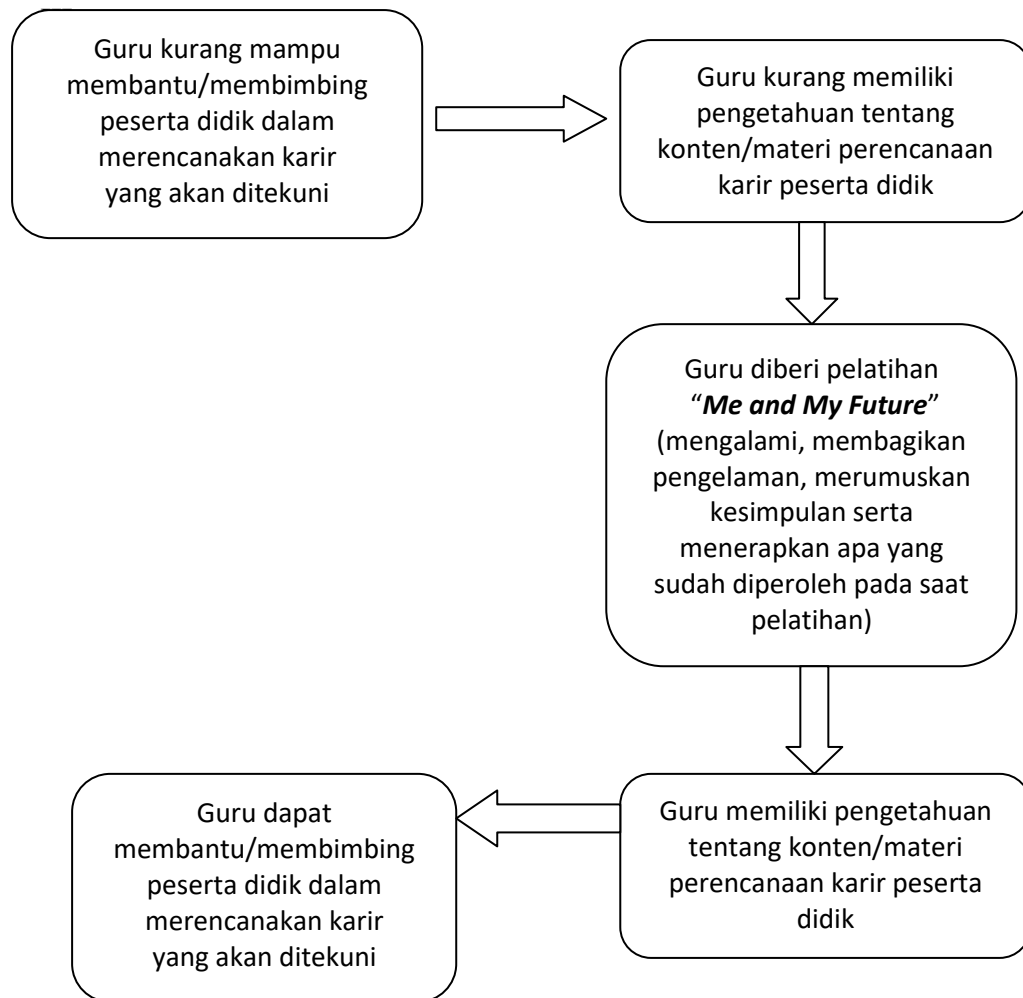 Guru kurang mampu
membantu/membimbing
peserta didik dalam
merencanakan karir
yang akan ditekuni
Guru kurang memiliki
pengetahuan tentang
konten/materi perencanaan
karir peserta didik
Guru diberi pelatihan
“Me and My Future”
(mengalami, membagikan
pengelaman, merumuskan
kesimpulan serta
menerapkan apa yang
sudah diperoleh pada saat
pelatihan)
Guru memiliki pengetahuan
tentang konten/materi
perencanaan karir peserta
didik
Guru dapat
membantu/membimbing
peserta didik dalam
merencanakan karir
yang akan ditekuni